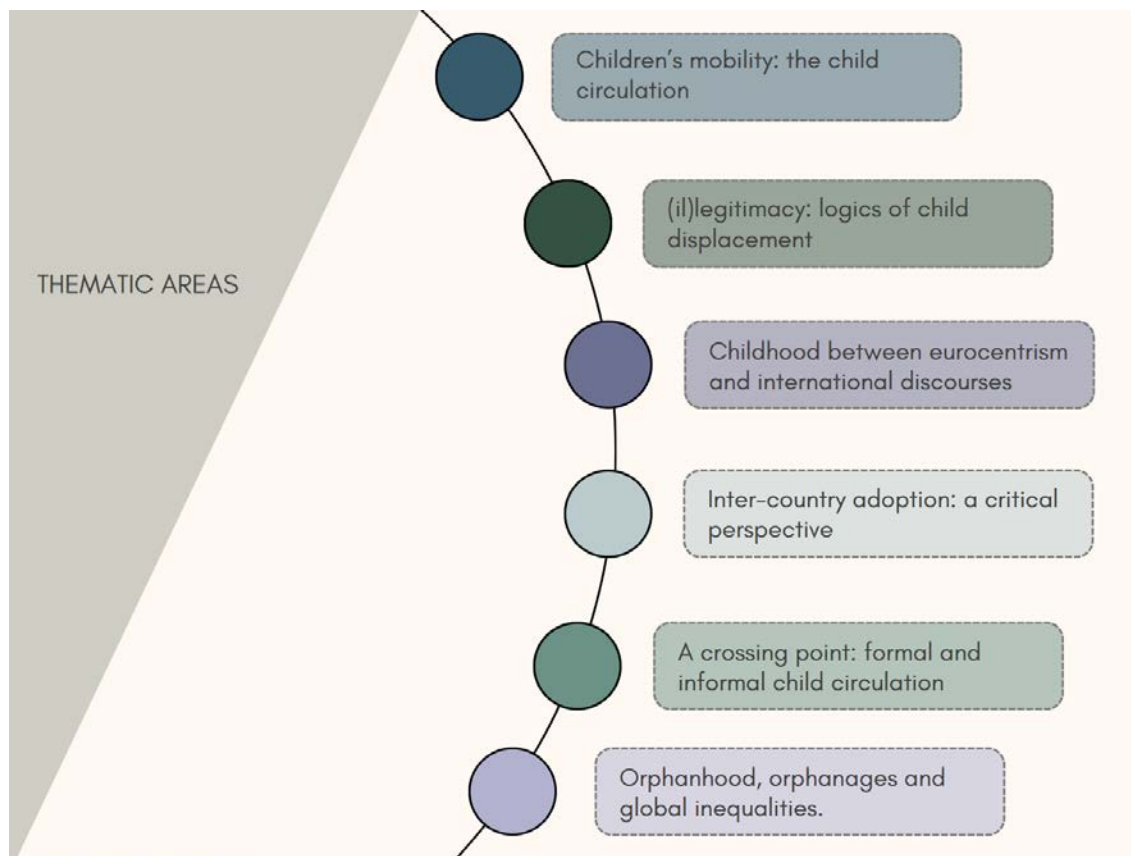 Children's mobility: the child
circulation
(il)legitimacy: logics of child
displacement
THEMATIC AREAS
Childhood between eurocentrism
and international discourses
Inter-country adoption: a critical
perspective
A crossing point: formal and
informal child circulation
Orphanhood, orphanages and
global inequalities.